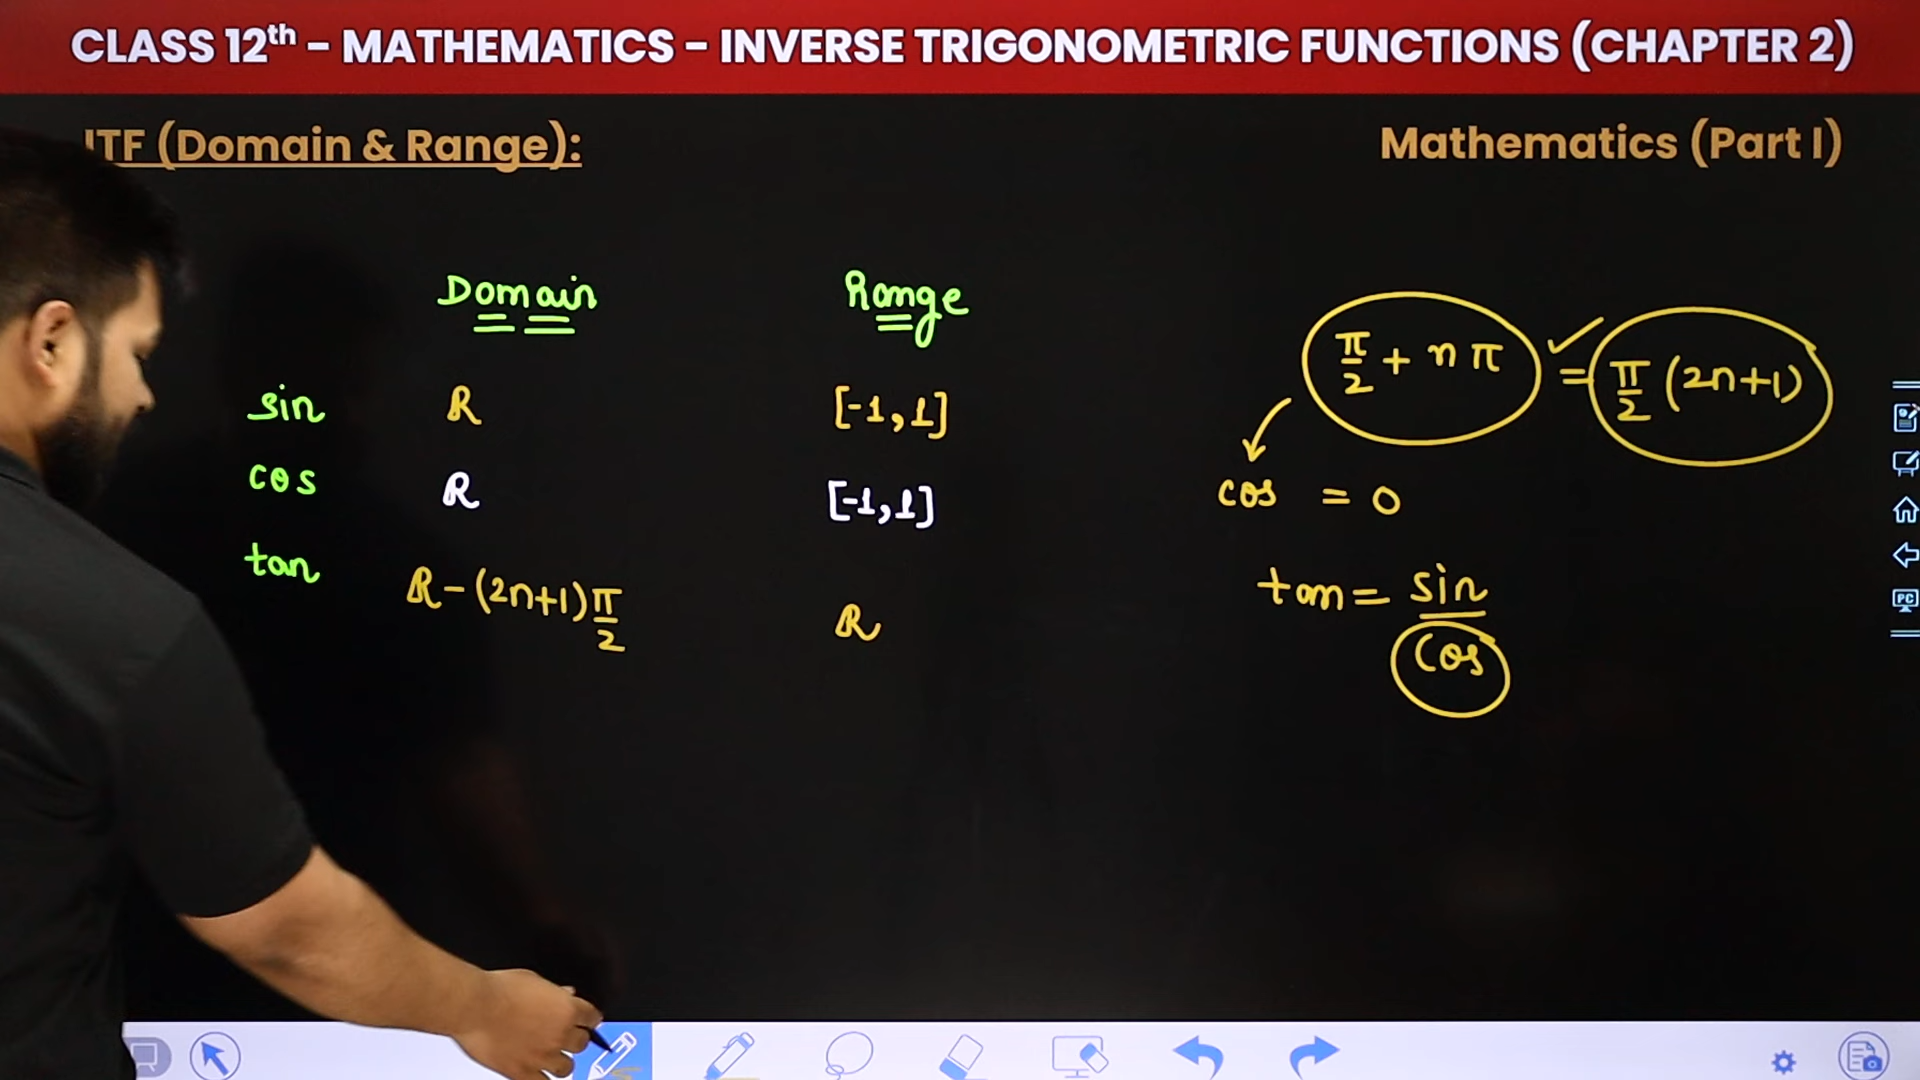 CLASS 12th – MATHEMATICS – INVERSE TRIGONOMETRIC FUNCTIONS (CHAPTER 2)
ITF (Domain & Range):
Mathematics (Part I)
Domain Range
sin R [-1,1]
cos R [-1,1]
tan R-(2n+1)π/2 R
π/2 + nπ = π/2 (2n+1)
cos = 0
tan = sin/cos
PC